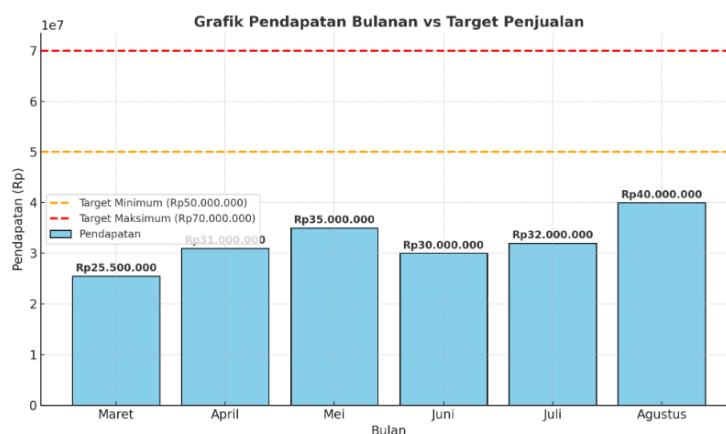 Grafik Pendapatan Bulanan vs Target Penjualan
1e7
7
6
5
4
3
2
1
0
Pendapatan (Rp)
Target Minimum (Rp50.000.000)
Target Maksimum (Rp70.000.000)
Pendapatan
Rp25.500.000
Rp31.000.000
Rp35.000.000
Rp30.000.000
Rp32.000.000
Rp40.000.000
Maret
April
Mei
Juni
Juli
Agustus
Bulan